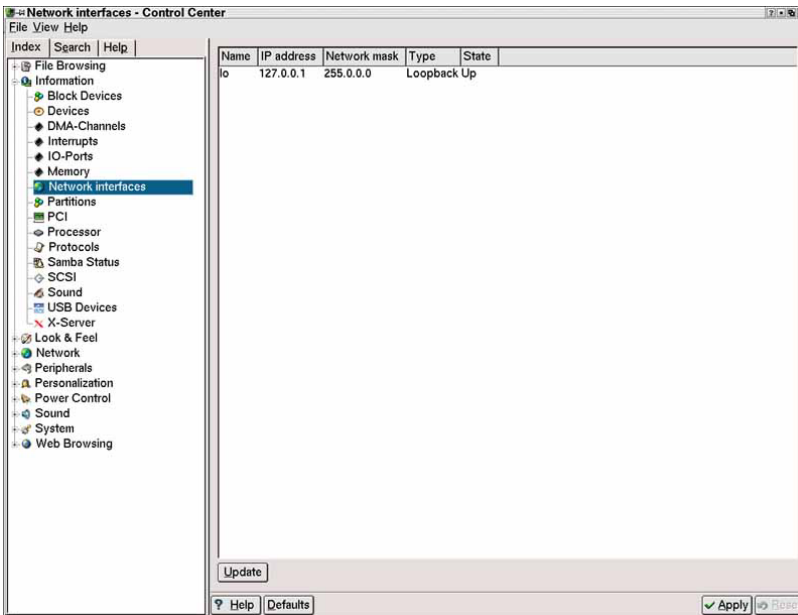 Network interfaces - Control Center
File View Help
Index Search Help
File Browsing
Information
Block Devices
Devices
DMA-Channels
Interrupts
IO-Ports
Memory
Network interfaces
Partitions
PCI
Processor
Protocols
Samba Status
SCSI
Sound
USB Devices
X-Server
Look & Feel
Network
Peripherals
Personalization
Power Control
Sound
System
Web Browsing
Name IP address Network mask Type State
lo 127.0.0.1 255.0.0.0 Loopback Up
Update
? Help Defaults Apply